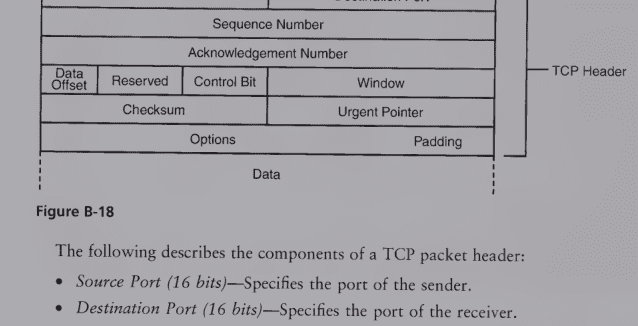 Sequence Number
Acknowledgement Number
TCP Header
Data
Offset
Reserved
Control Bit
Window
Checksum
Urgent Pointer
Options
Padding
Data
Figure B-18
The following describes the components of a TCP packet header:
• Source Port (16 bits)—Specifies the port of the sender.
• Destination Port (16 bits)—Specifies the port of the receiver.